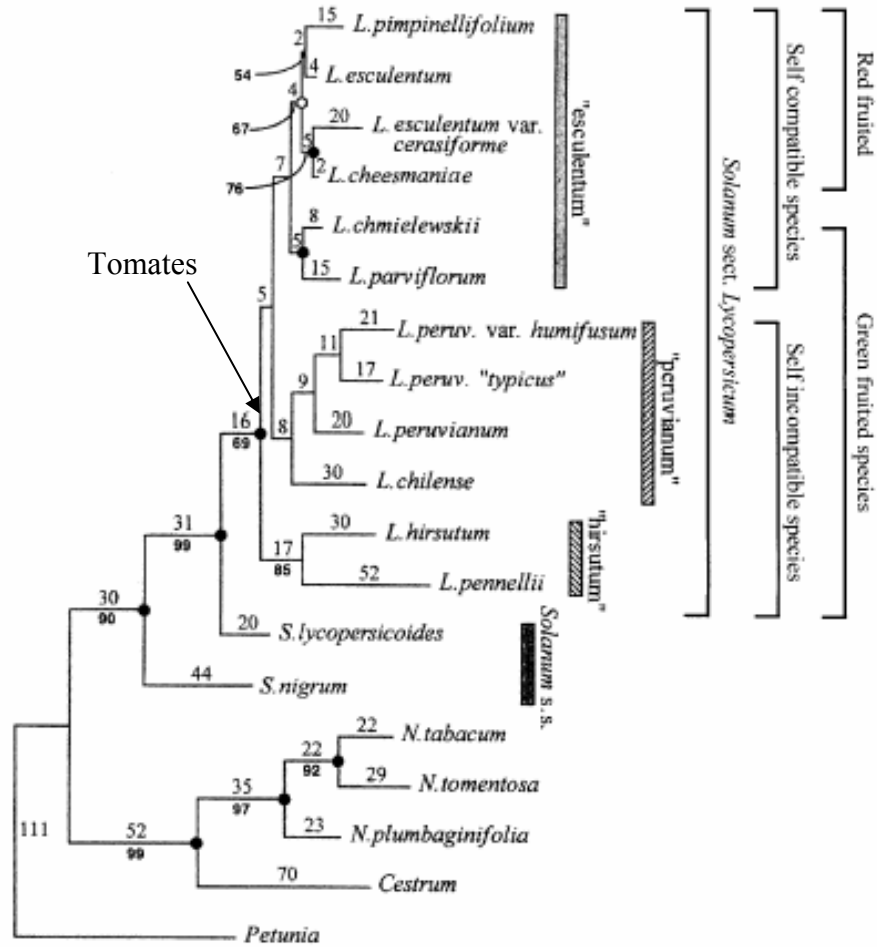 15
L.pimpinellifolium
2
54
4
L.esculentum
4
67
20
L. esculentum var.
cerasiforme
5
76
2
L.cheesmaniae
7
8
L.chmielewskii
5
15
L.parviflorum
"esculentum"
Tomates
5
21
L.peruv. var. humifusum
11
17
L.peruv. "typicus"
9
20
L.peruvianum
16
69
8
30
L.chilense
"peruvianum"
30
L.hirsutum
31
99
17
85
52
L.pennellii
"hirsutum"
30
90
20
S.lycopersicoides
44
S.nigrum
Solanum s.s.
22
N.tabacum
22
92
29
N.tomentosa
35
97
23
N.plumbaginifolia
111
52
99
70
Cestrum
Petunia
Solanum sect. Lycopersicum
Self compatible species
Self incompatible species
Red fruited
Green fruited species